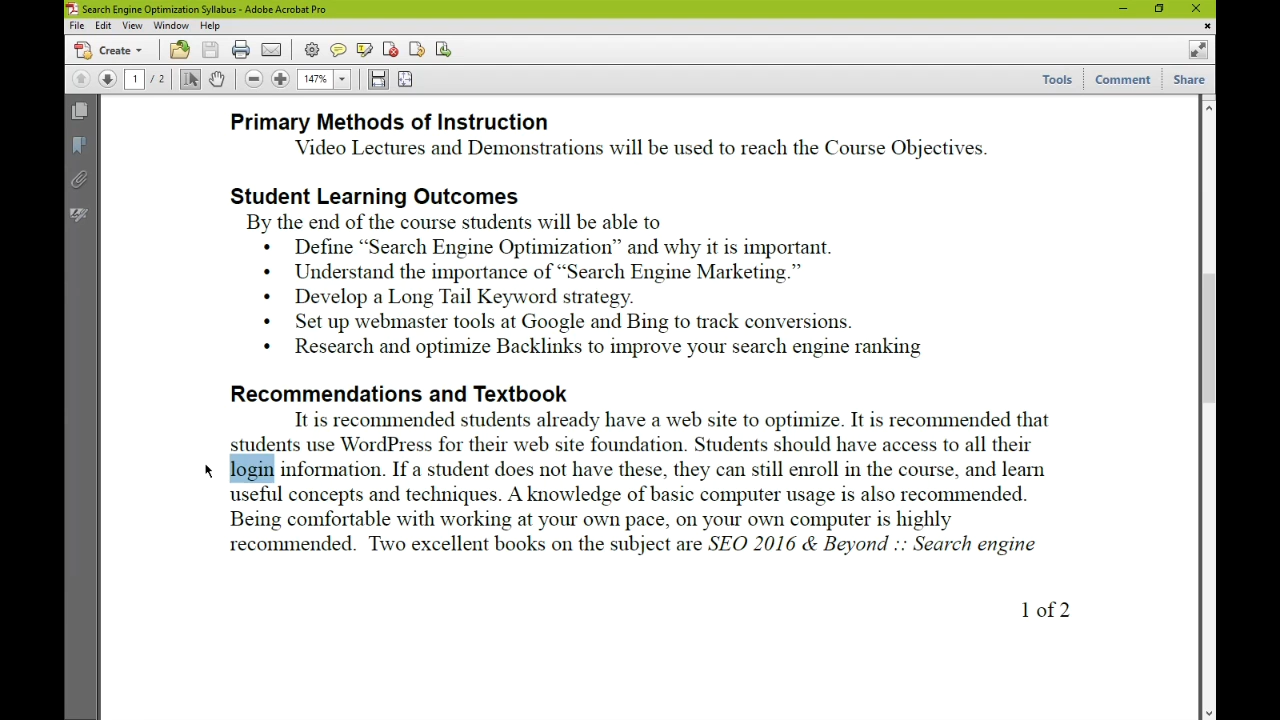 Search Engine Optimization Syllabus - Adobe Acrobat Pro
File Edit View Window Help
Create
1 / 2 147% Tools Comment Share
Primary Methods of Instruction
Video Lectures and Demonstrations will be used to reach the Course Objectives.
Student Learning Outcomes
By the end of the course students will be able to
• Define “Search Engine Optimization” and why it is important.
• Understand the importance of “Search Engine Marketing.”
• Develop a Long Tail Keyword strategy.
• Set up webmaster tools at Google and Bing to track conversions.
• Research and optimize Backlinks to improve your search engine ranking
Recommendations and Textbook
It is recommended students already have a web site to optimize. It is recommended that
students use WordPress for their web site foundation. Students should have access to all their
login information. If a student does not have these, they can still enroll in the course, and learn
useful concepts and techniques. A knowledge of basic computer usage is also recommended.
Being comfortable with working at your own pace, on your own computer is highly
recommended.  Two excellent books on the subject are SEO 2016 & Beyond :: Search engine
1 of 2